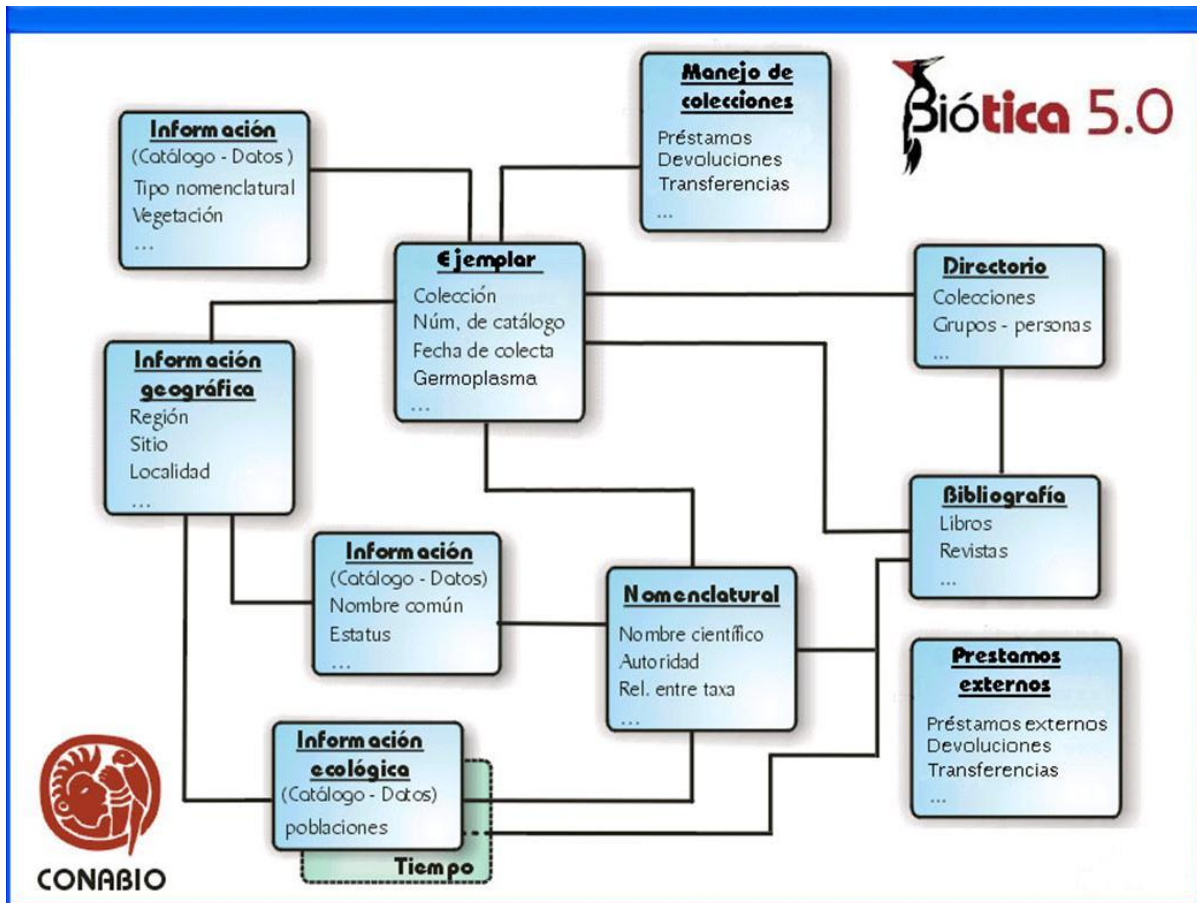 Manejo de
colecciones
Préstamos
Devoluciones
Transferencias
...
Biótica 5.0
Información
(Catálogo - Datos )
Tipo nomenclatural
Vegetación
...
Ejemplar
Colección
Núm, de catálogo
Fecha de colecta
Germoplasma
...
Directorio
Colecciones
Grupos - personas
...
Información
geográfica
Región
Sitio
Localidad
...
Bibliografía
Libros
Revistas
...
Información
(Catálogo - Datos)
Nombre común
Estatus
...
Nomenclatural
Nombre científico
Autoridad
Rel. entre taxa
...
Prestamos
externos
Préstamos externos
Devoluciones
Transferencias
...
Información
ecológica
(Catálogo - Datos)
poblaciones
Tiempo
CONABIO